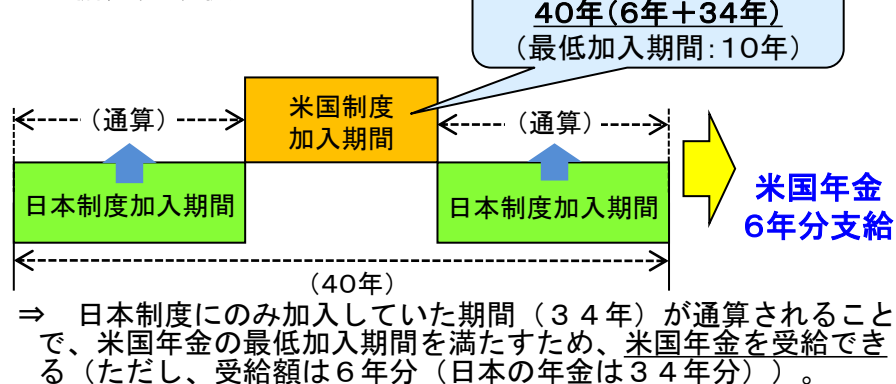 40年(6年＋34年)
（最低加入期間：10年）
米国制度
加入期間
（通算）
（通算）
日本制度加入期間
日本制度加入期間
米国年金
6年分支給
（40年）
⇒　日本制度にのみ加入していた期間（３４年）が通算されること
で、米国年金の最低加入期間を満たすため、米国年金を受給でき
る（ただし、受給額は６年分（日本の年金は３４年分））。